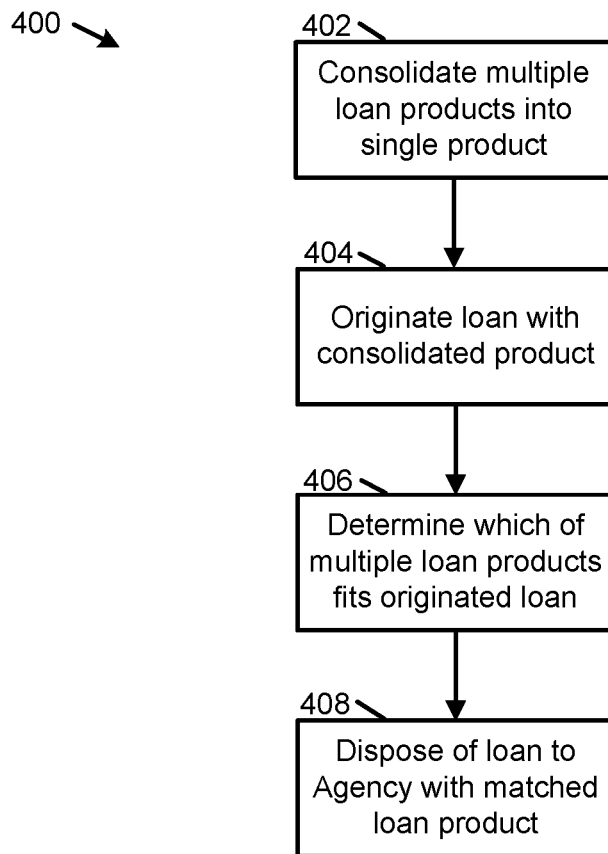 400
402
Consolidate multiple
loan products into
single product
404
Originate loan with
consolidated product
406
Determine which of
multiple loan products
fits originated loan
408
Dispose of loan to
Agency with matched
loan product